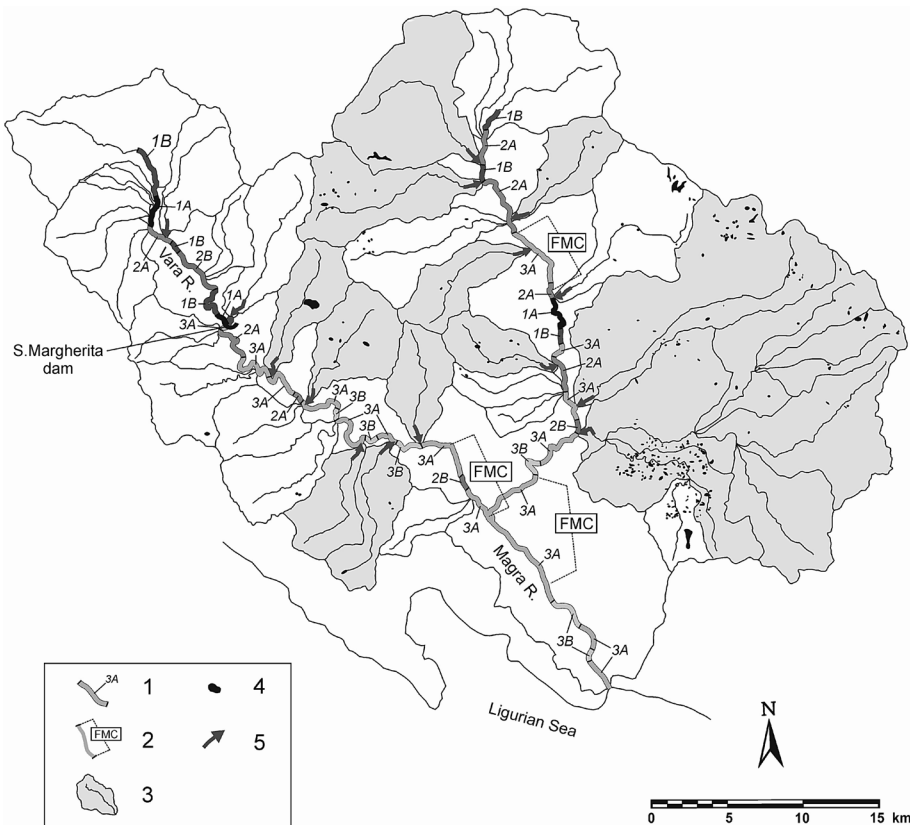 1B
2A
1B
2A
1B
1A
FMC
2A
1B
2B
Vara R.
3A
2A
1A
1B
1A
1B
3A
2A
3A
2A
S.Margherita
dam
3A
3A
2A
3A
3B
3A
3B
3B
3A
2B
3A
3B
FMC
2B
3A
3A
FMC
3A
Magra R.
3B
3A
Ligurian Sea
3A
1
4
FMC
2
5
3
N
0
5
10
15
km